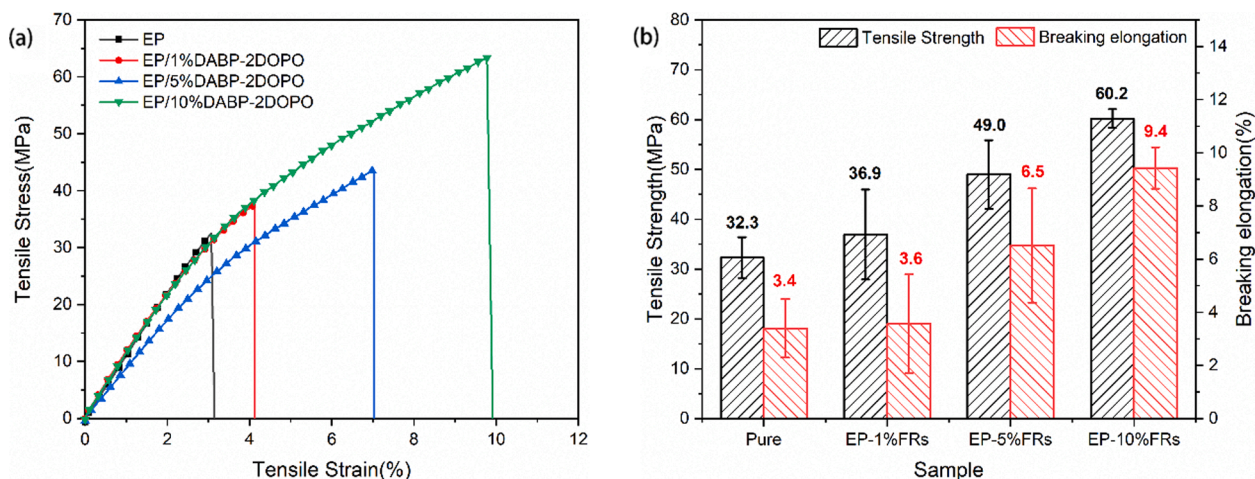 (a)
70
60
50
40
30
20
10
0
Tensile Stress(MPa)
EP
EP/1%DABP-2DOPO
EP/5%DABP-2DOPO
EP/10%DABP-2DOPO
0 2 4 6 8 10 12
Tensile Strain(%)
(b)
80
70
60
50
40
30
20
10
0
Tensile Strength(MPa)
Tensile Strength Breaking elongation
32.3
3.4
36.9
3.6
49.0
6.5
60.2
9.4
14
12
10
8
6
4
2
0
Breaking elongation(%)
Pure EP-1%FRs EP-5%FRs EP-10%FRs
Sample